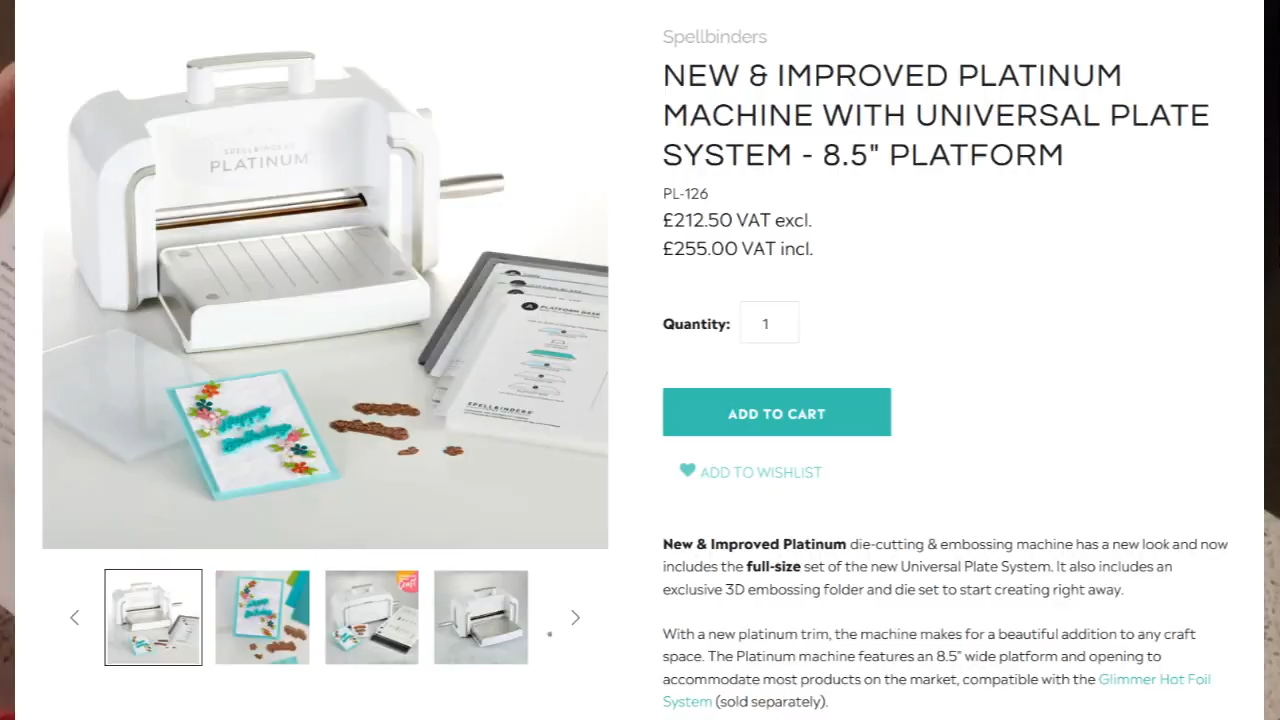 Spellbinders
NEW & IMPROVED PLATINUM
MACHINE WITH UNIVERSAL PLATE
SYSTEM - 8.5" PLATFORM
PL-126
£212.50 VAT excl.
£255.00 VAT incl.
Quantity: 1
ADD TO CART
ADD TO WISHLIST
New & Improved Platinum die-cutting & embossing machine has a new look and now
includes the full-size set of the new Universal Plate System. It also includes an
exclusive 3D embossing folder and die set to start creating right away.
With a new platinum trim, the machine makes for a beautiful addition to any craft
space. The Platinum machine features an 8.5" wide platform and opening to
accommodate most products on the market, compatible with the Glimmer Hot Foil
System (sold separately).
SPELLBINDERS
PLATINUM
A PLATFORM BASE
SPELLBINDERS